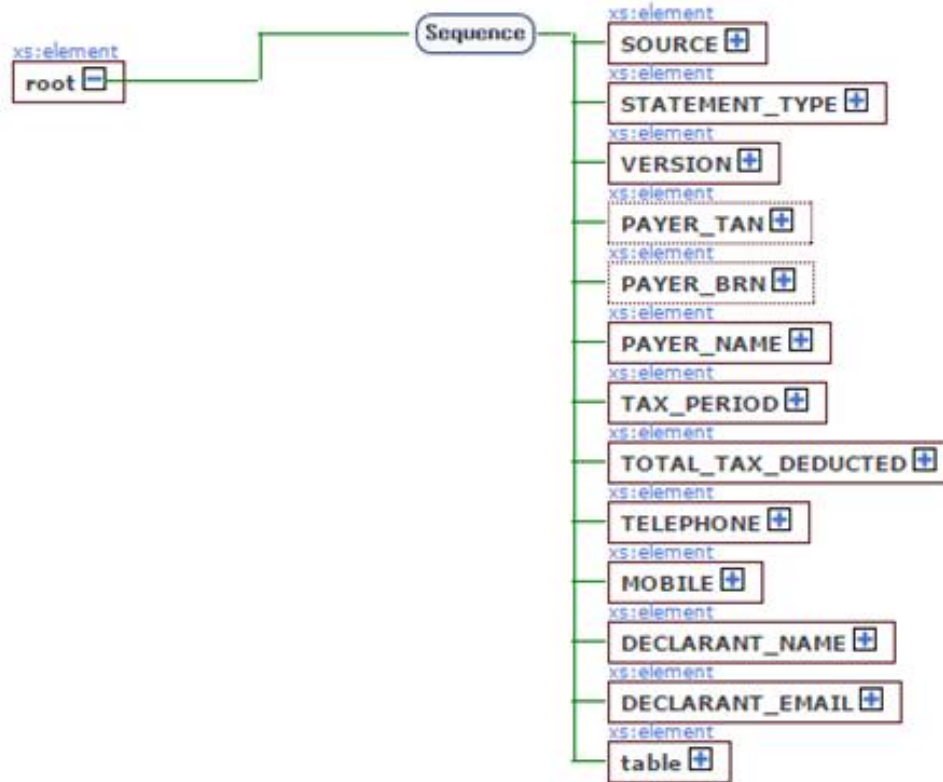 Sequence
xs:element
root
xs:element
SOURCE
xs:element
STATEMENT_TYPE
xs:element
VERSION
xs:element
PAYER_TAN
xs:element
PAYER_BRN
xs:element
PAYER_NAME
xs:element
TAX_PERIOD
xs:element
TOTAL_TAX_DEDUCTED
xs:element
TELEPHONE
xs:element
MOBILE
xs:element
DECLARANT_NAME
xs:element
DECLARANT_EMAIL
xs:element
table